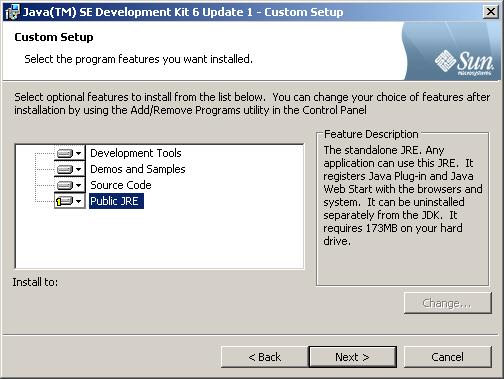 Java(TM) SE Development Kit 6 Update 1 - Custom Setup
Custom Setup
Select the program features you want installed.
Sun
microsystems
Select optional features to install from the list below. You can change your choice of features after
installation by using the Add/Remove Programs utility in the Control Panel
Development Tools
Demos and Samples
Source Code
Public JRE
Feature Description
The standalone JRE. Any
application can use this JRE. It
registers Java Plug-in and Java
Web Start with the browsers and
system. It can be uninstalled
separately from the JDK. It
requires 173MB on your hard
drive.
Install to:
Change...
< Back
Next >
Cancel